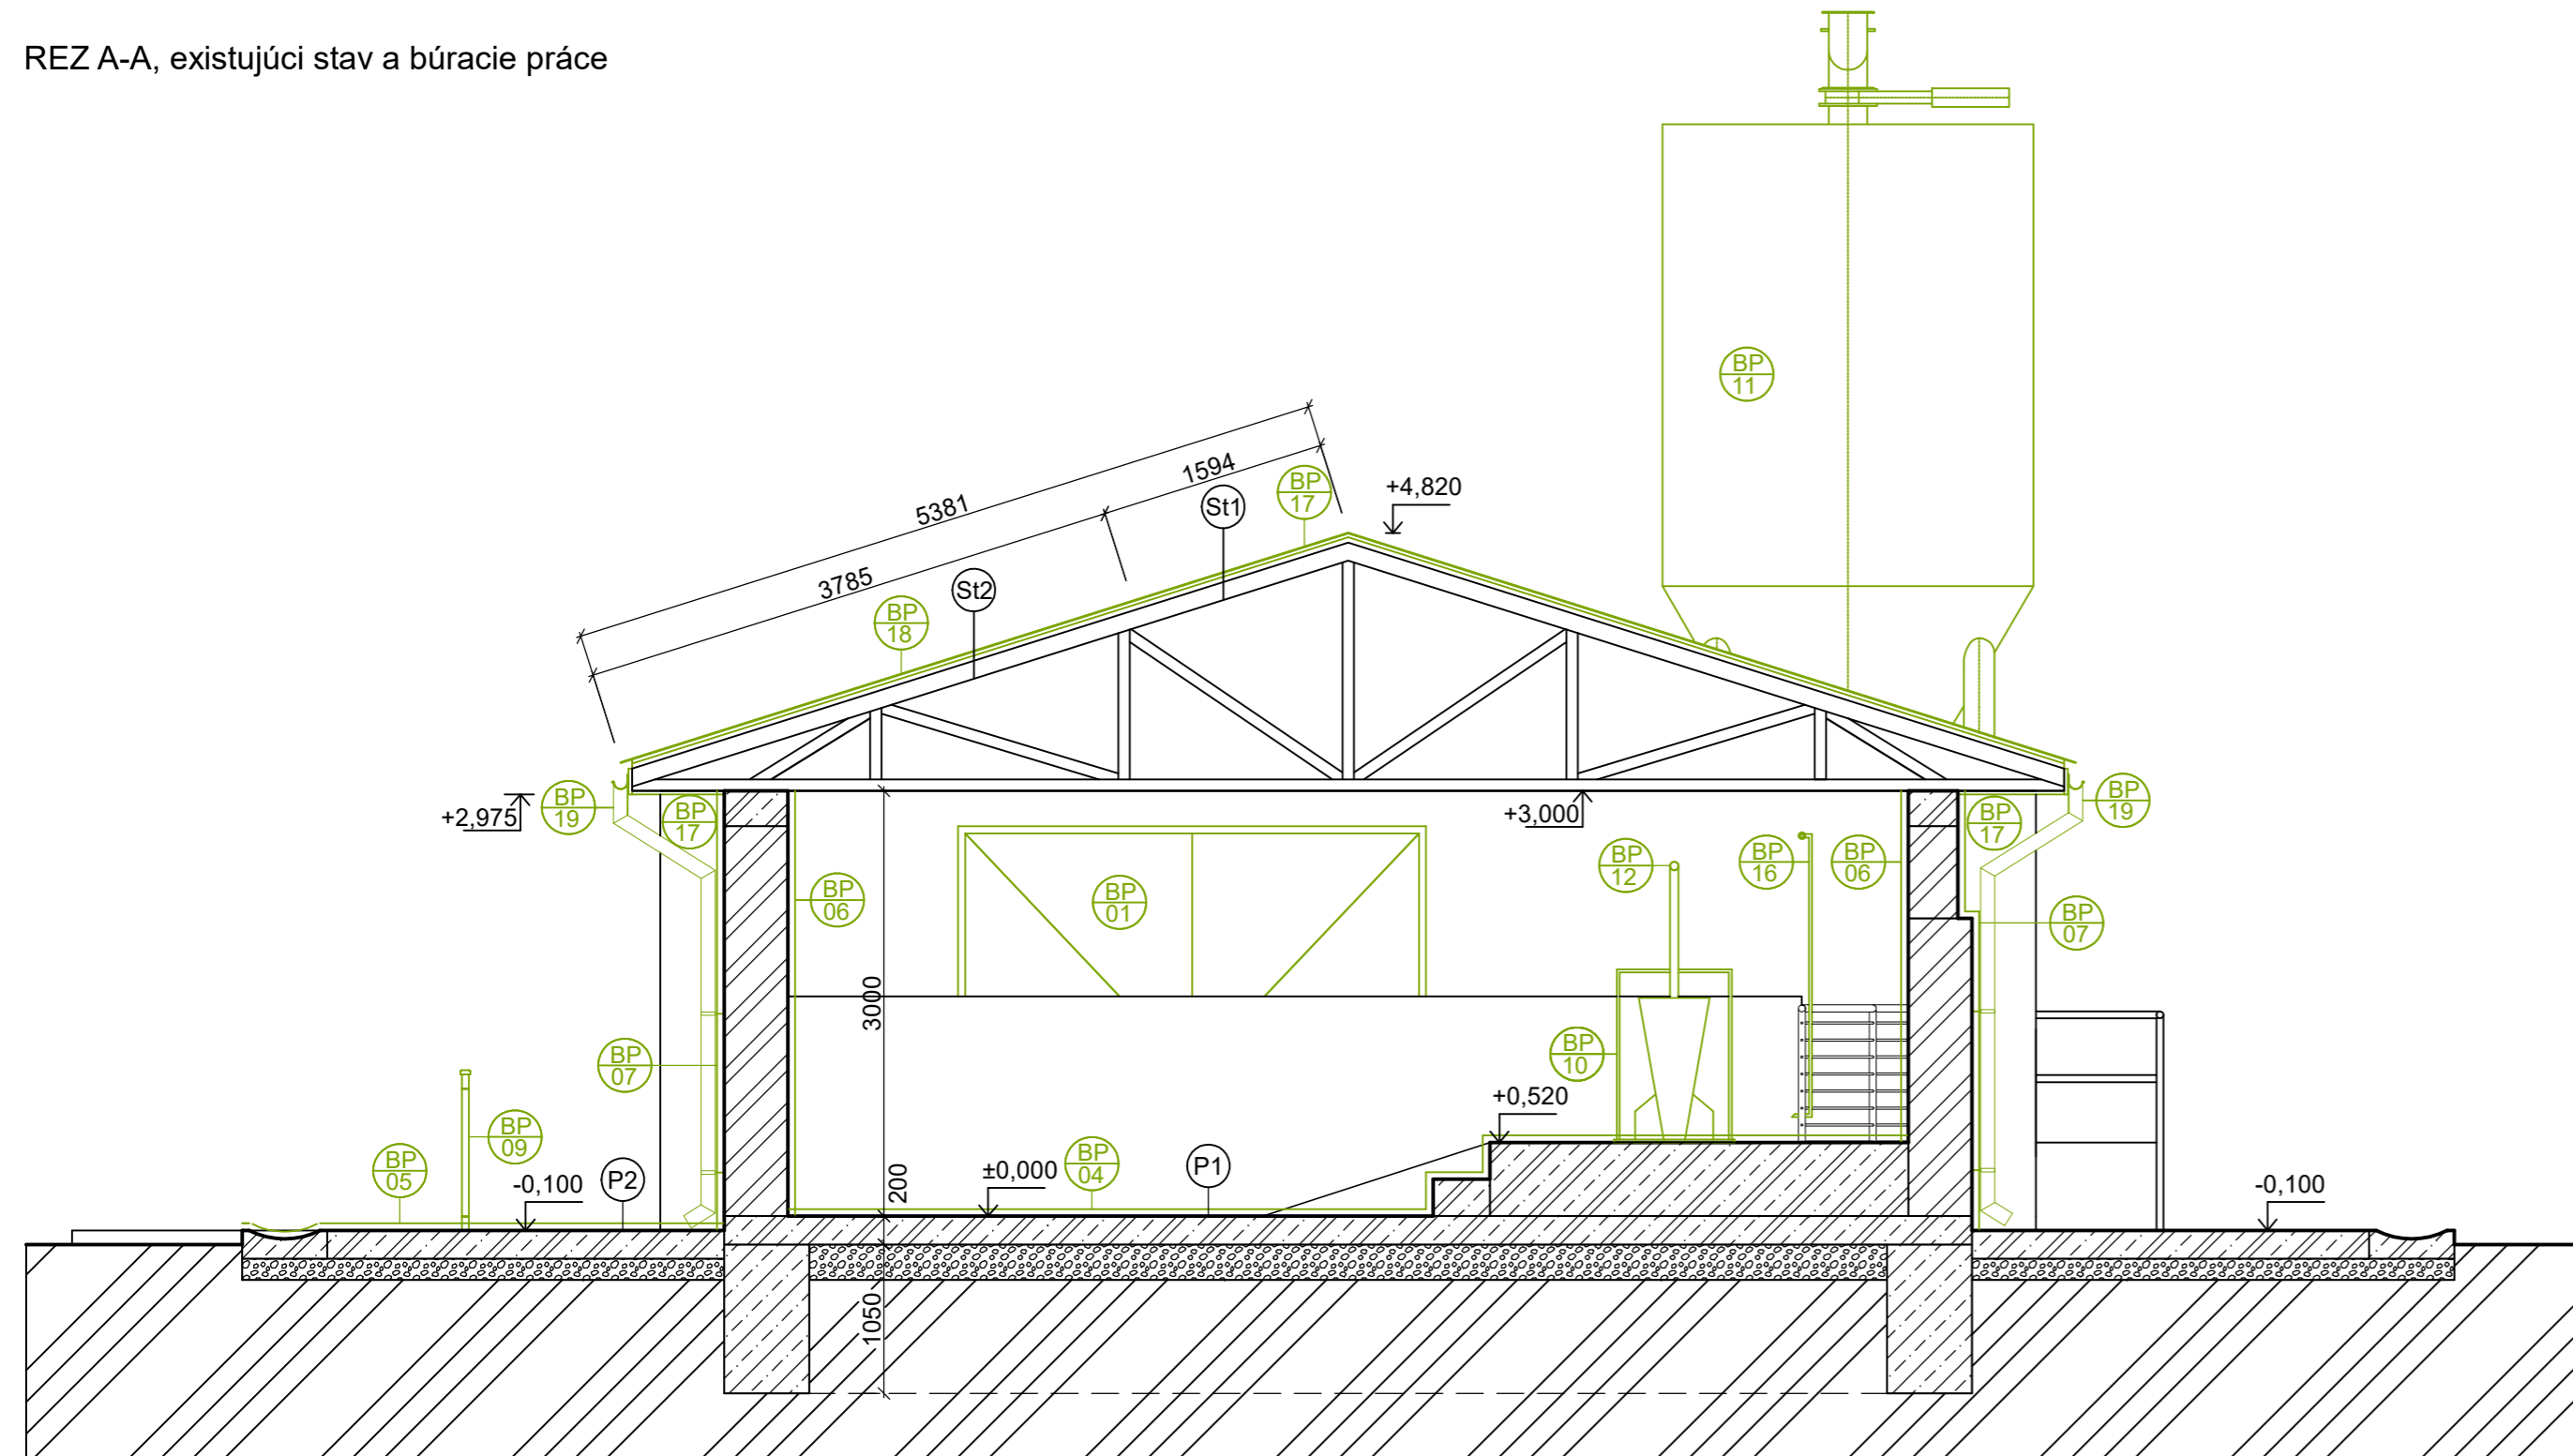 REZ A-A, existujúci stav a búracie práce
BP
11
5381
1594
BP
17
+4,820
St1
3785
St2
BP
18
+2,975
BP
19
BP
17
+3,000
BP
17
BP
19
BP
06
BP
01
BP
12
BP
16
BP
06
BP
07
3000
BP
07
BP
10
BP
09
+0,520
BP
05
-0,100
P2
200
±0,000
BP
04
P1
-0,100
1050